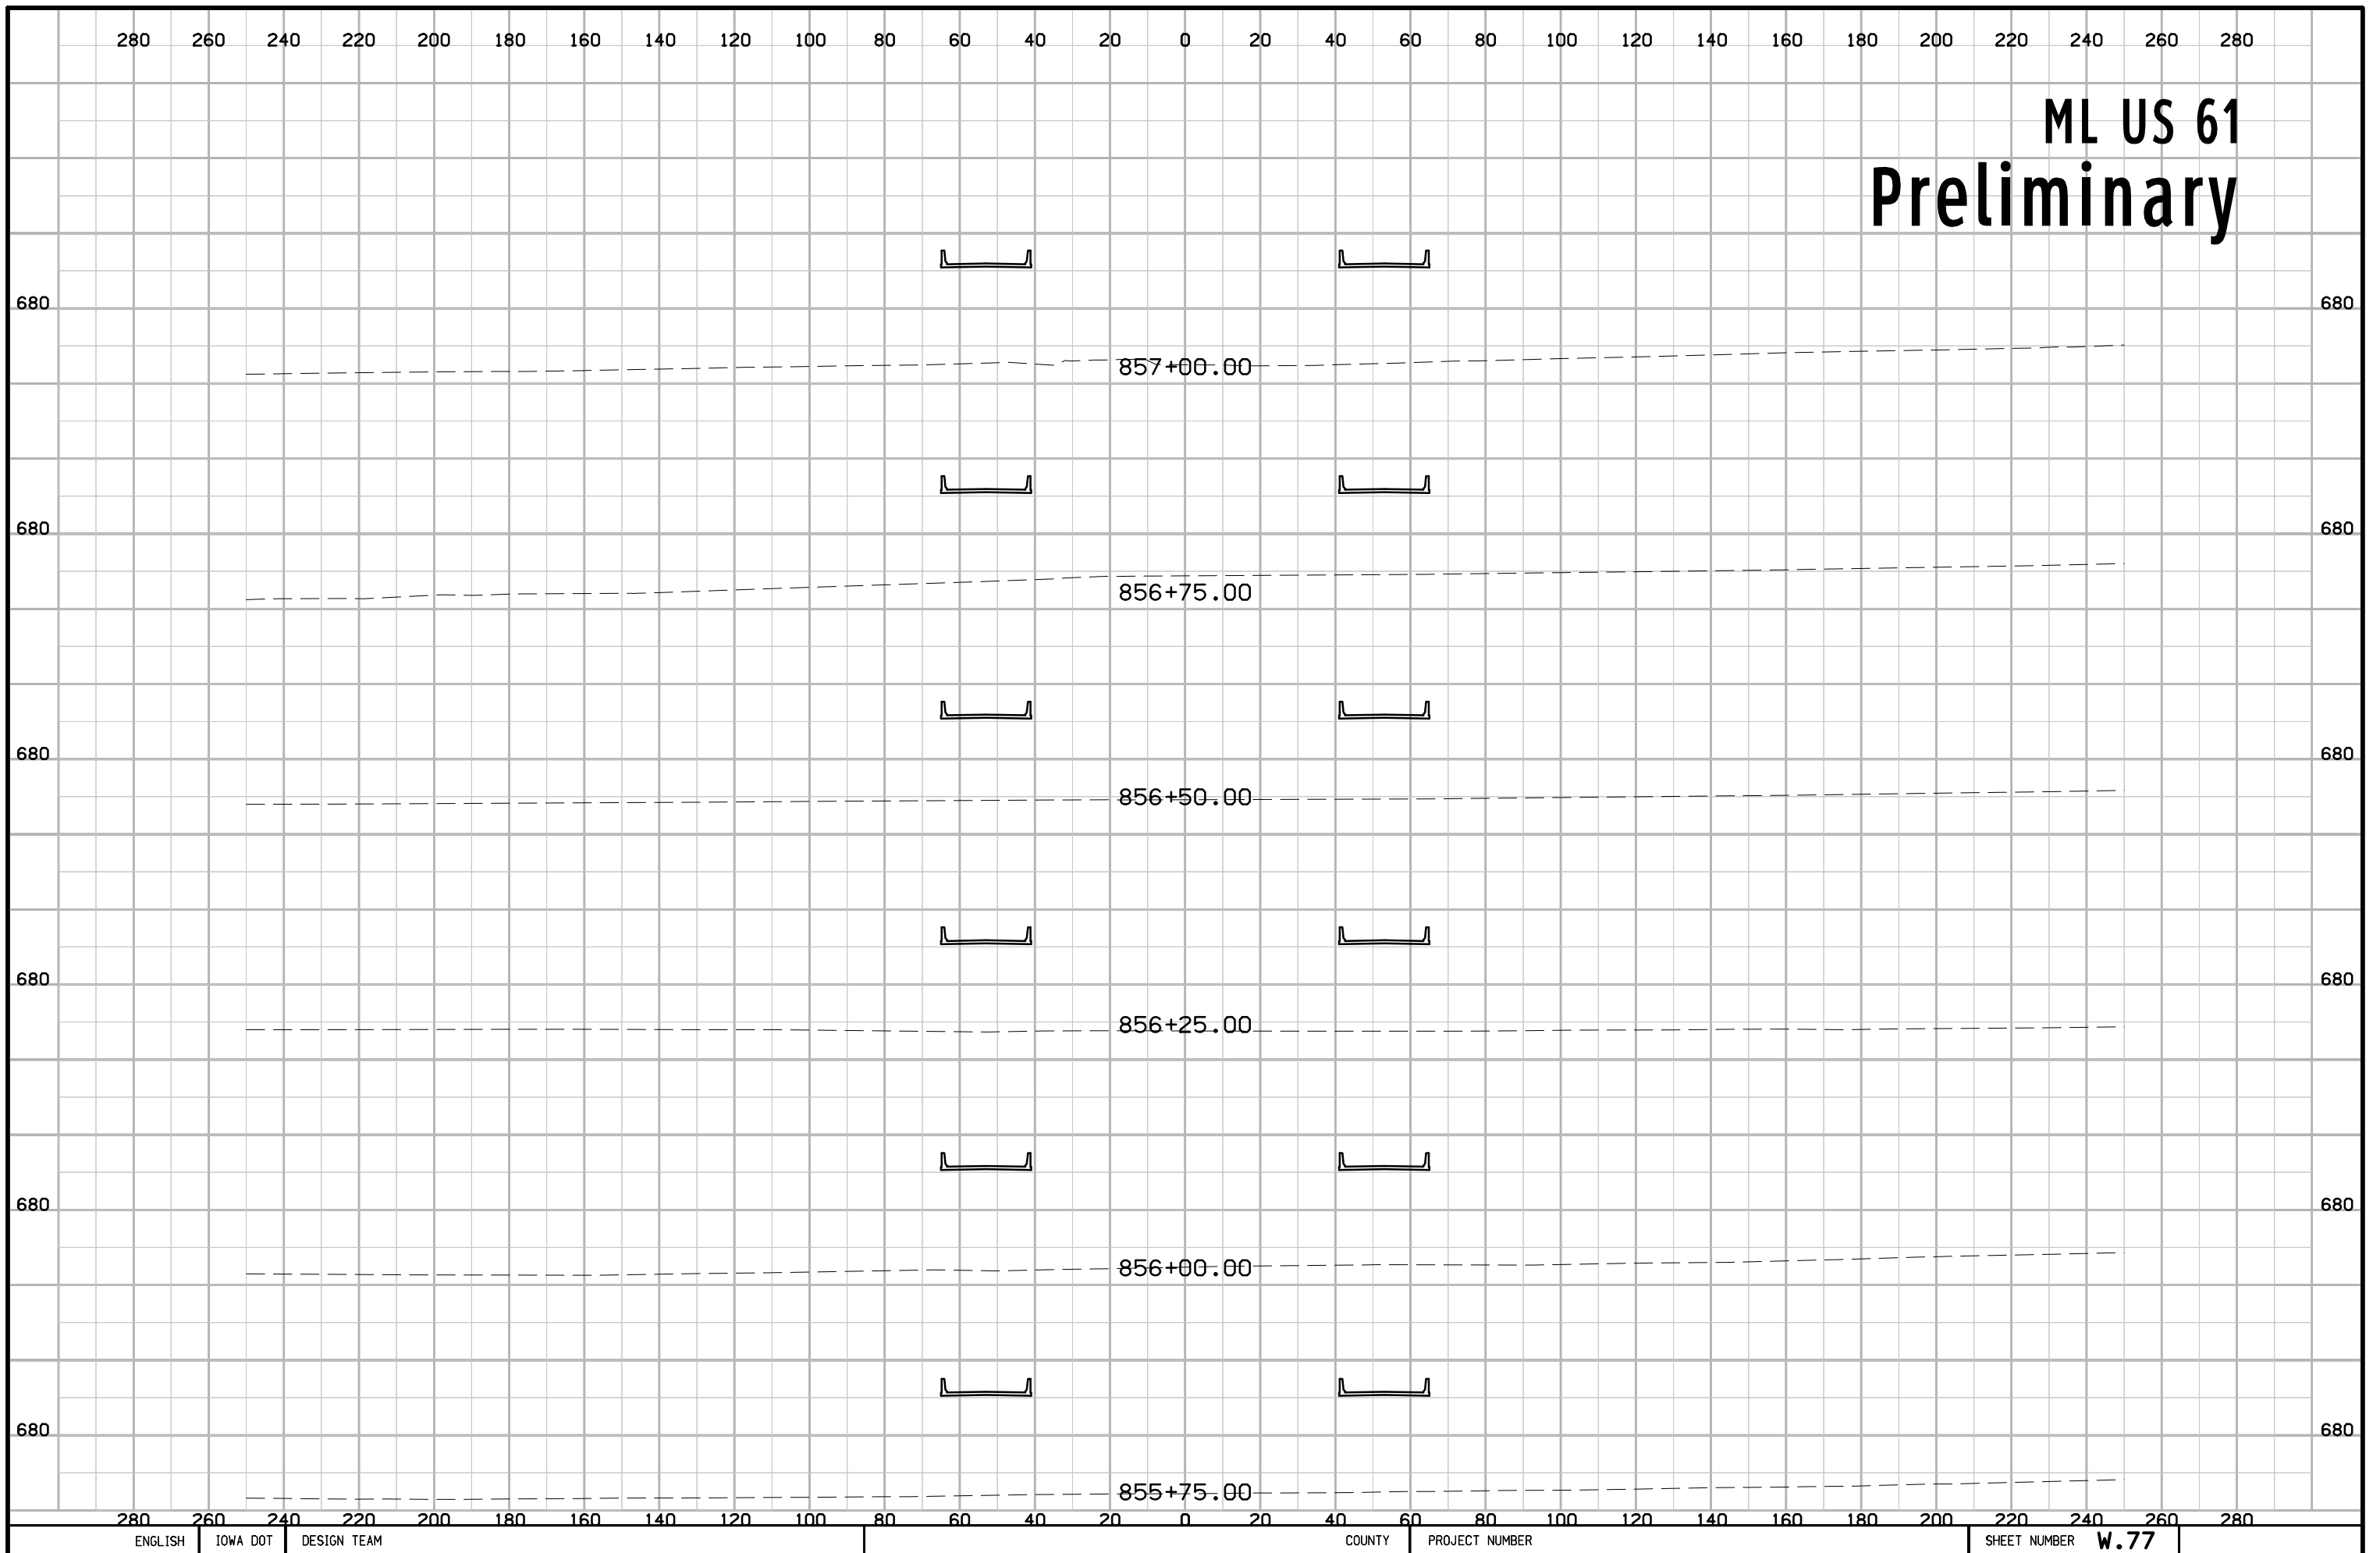 280 260 240 220 200 180 160 140 120 100 80 60 40 20 0 20 40 60 80 100 120 140 160 180 200 220 240 260 280
ML US 61
Preliminary
680 680
857+00.00
680 680
856+75.00
680 680
856+50.00
680 680
856+25.00
680 680
856+00.00
680 680
855+75.00
280 260 240 220 200 180 160 140 120 100 80 60 40 20 0 20 40 60 80 100 120 140 160 180 200 220 240 260 280
ENGLISH IOWA DOT DESIGN TEAM COUNTY PROJECT NUMBER SHEET NUMBER W.77